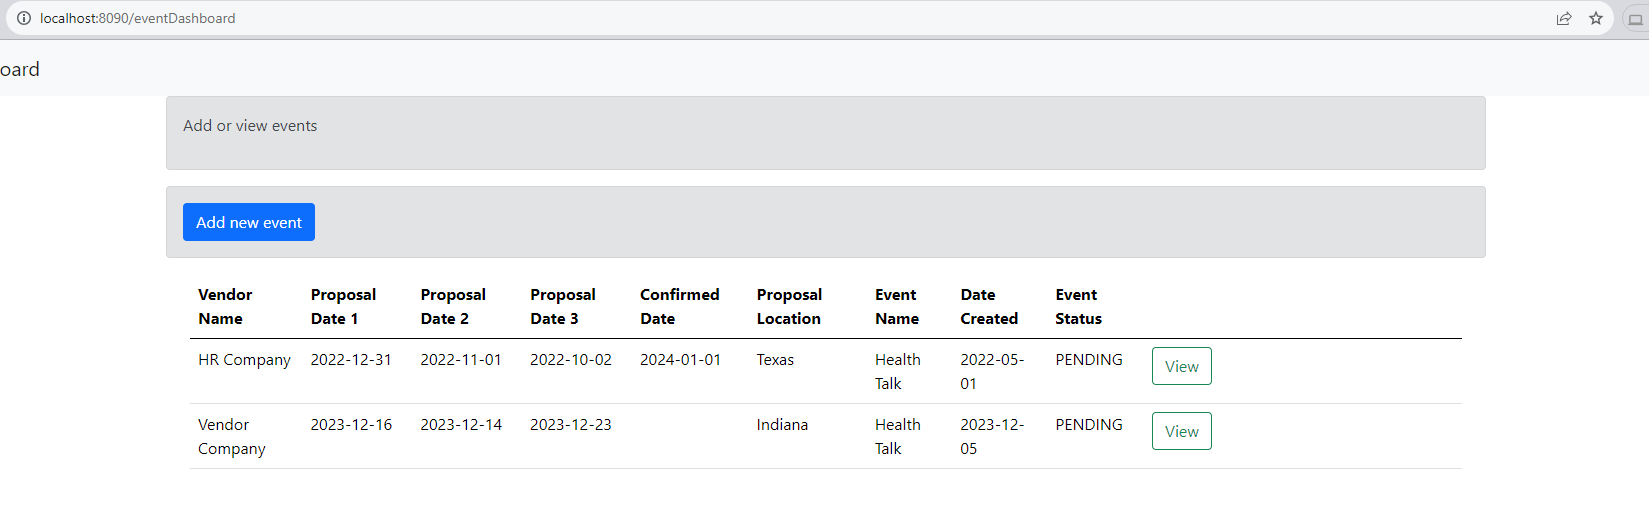 localhost:8090/eventDashboard
oard
Add or view events
Add new event
Vendor Name Proposal Date 1 Proposal Date 2 Proposal Date 3 Confirmed Date Proposal Location Event Name Date Created Event Status
HR Company 2022-12-31 2022-11-01 2022-10-02 2024-01-01 Texas Health Talk 2022-05-01 PENDING View
Vendor Company 2023-12-16 2023-12-14 2023-12-23 Indiana Health Talk 2023-12-05 PENDING View